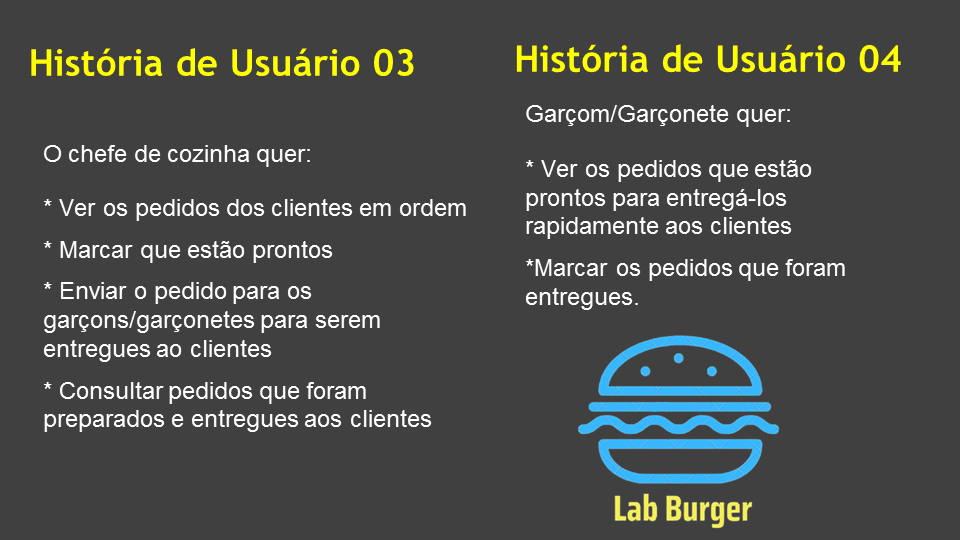 História de Usuário 03
O chefe de cozinha quer:
* Ver os pedidos dos clientes em ordem
* Marcar que estão prontos
* Enviar o pedido para os
garçons/garçonetes para serem
entregues ao clientes
* Consultar pedidos que foram
preparados e entregues aos clientes
História de Usuário 04
Garçom/Garçonete quer:
* Ver os pedidos que estão
prontos para entregá-los
rapidamente aos clientes
*Marcar os pedidos que foram
entregues.
Lab Burger